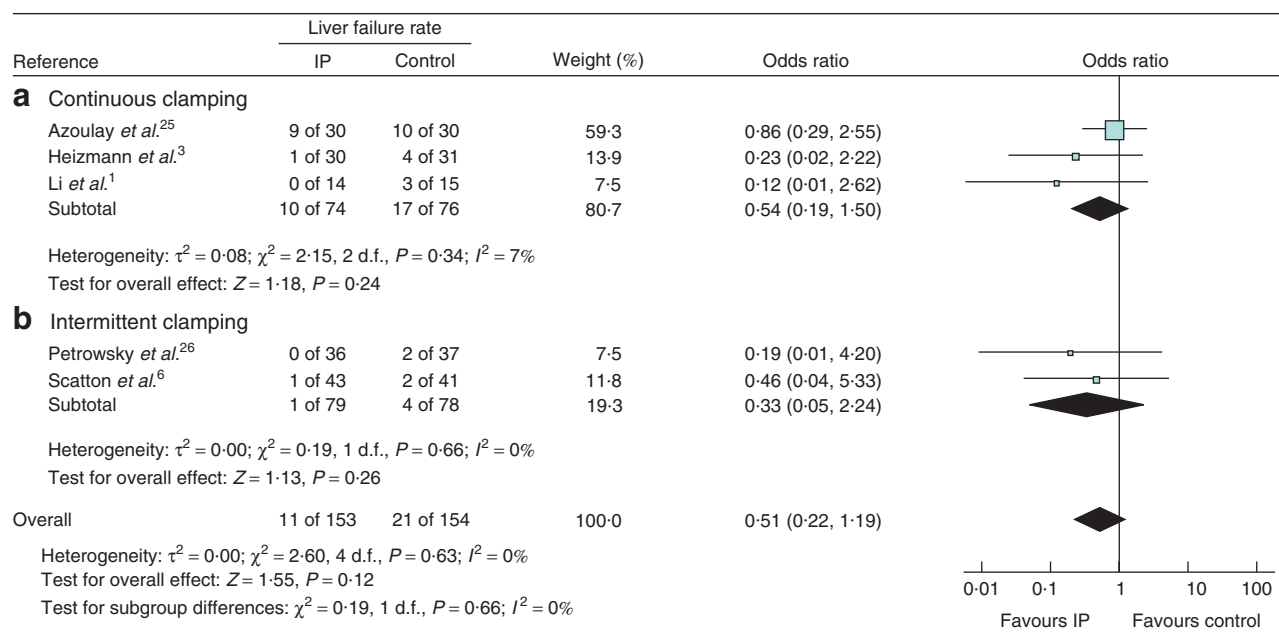 Liver failure rate
Reference IP Control Weight (%) Odds ratio Odds ratio
a Continuous clamping
Azoulay et al.25 9 of 30 10 of 30 59·3 0·86 (0·29, 2·55)
Heizmann et al.3 1 of 30 4 of 31 13·9 0·23 (0·02, 2·22)
Li et al.1 0 of 14 3 of 15 7·5 0·12 (0·01, 2·62)
Subtotal 10 of 74 17 of 76 80·7 0·54 (0·19, 1·50)
Heterogeneity: τ2 = 0·08; χ2 = 2·15, 2 d.f., P = 0·34; I2 = 7%
Test for overall effect: Z = 1·18, P = 0·24
b Intermittent clamping
Petrowsky et al.26 0 of 36 2 of 37 7·5 0·19 (0·01, 4·20)
Scatton et al.6 1 of 43 2 of 41 11·8 0·46 (0·04, 5·33)
Subtotal 1 of 79 4 of 78 19·3 0·33 (0·05, 2·24)
Heterogeneity: τ2 = 0·00; χ2 = 0·19, 1 d.f., P = 0·66; I2 = 0%
Test for overall effect: Z = 1·13, P = 0·26
Overall 11 of 153 21 of 154 100·0 0·51 (0·22, 1·19)
Heterogeneity: τ2 = 0·00; χ2 = 2·60, 4 d.f., P = 0·63; I2 = 0%
Test for overall effect: Z = 1·55, P = 0·12
Test for subgroup differences: χ2 = 0·19, 1 d.f., P = 0·66; I2 = 0%
0·01 0·1 1 10 100
Favours IP Favours control